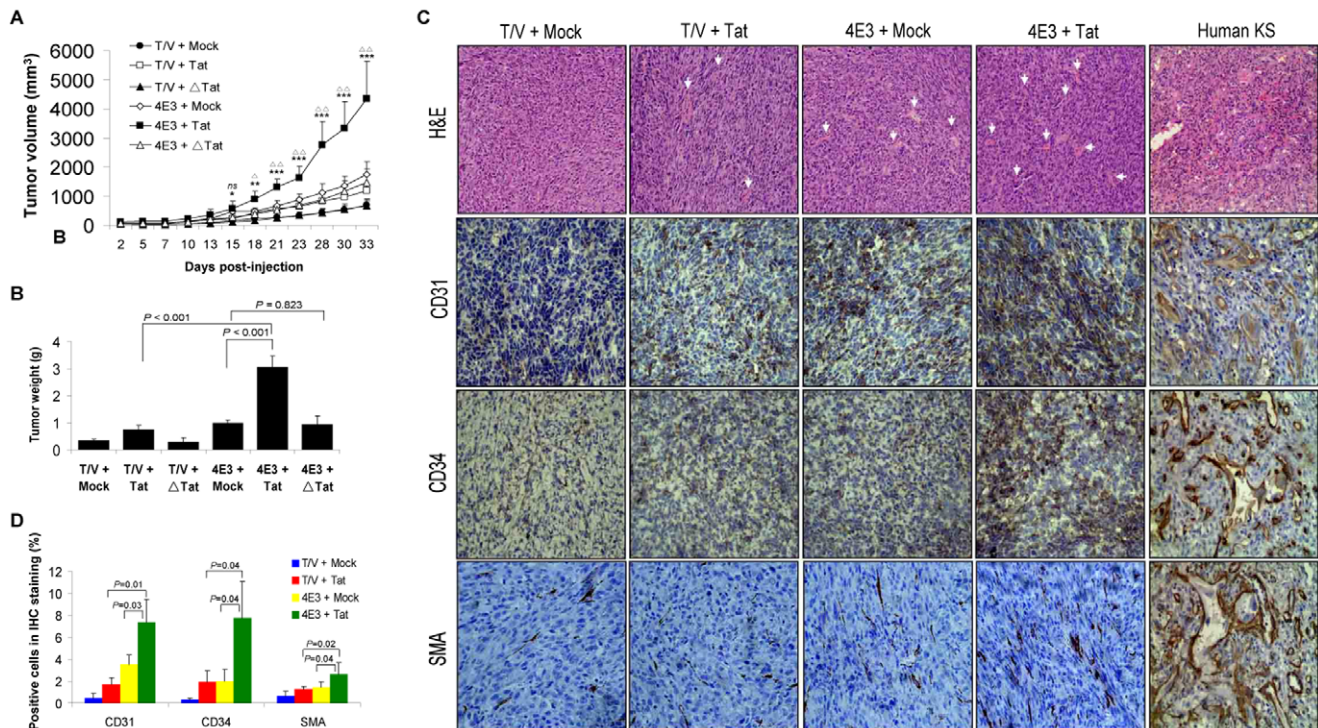 A
T/V + Mock
T/V + Tat
T/V + △Tat
4E3 + Mock
4E3 + Tat
4E3 + △Tat
Tumor volume (mm³)
6000
5000
4000
3000
2000
1000
0
ns
*
△
**
△△
***
△△
***
△△
***
△△
***
△△
***
2 5 7 10 13 15 18 21 23 28 30 33
Days post-injection
B
B
P = 0.823
P < 0.001
P < 0.001
Tumor weight (g)
4
3
2
1
0
T/V + T/V + T/V + 4E3 + 4E3 + 4E3 +
Mock Tat △Tat Mock Tat △Tat
D
Positive cells in IHC staining (%)
12
10
8
6
4
2
0
T/V + Mock
T/V + Tat
4E3 + Mock
4E3 + Tat
P=0.01
P=0.03
P=0.04
P=0.04
P=0.02
P=0.04
CD31 CD34 SMA
C
T/V + Mock T/V + Tat 4E3 + Mock 4E3 + Tat Human KS
H&E
CD31
CD34
SMA